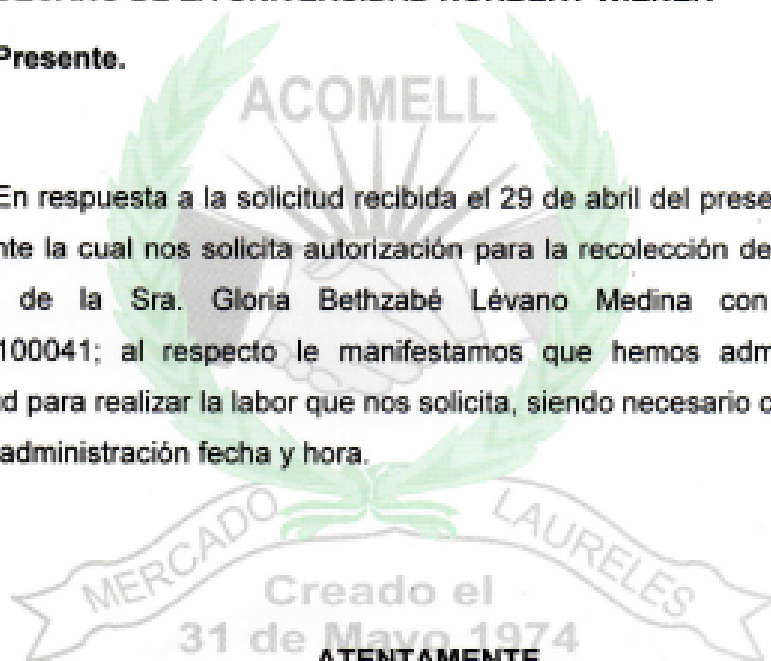 Presente.
ACOMELL
En respuesta a la solicitud recibida el 29 de abril del prese
nte la cual nos solicita autorización para la recolección de
de la Sra. Gloria Bethzabé Lévano Medina con
100041; al respecto le manifestamos que hemos adm
d para realizar la labor que nos solicita, siendo necesario
administración fecha y hora.
MERCADO LAURELES
Creado el
31 de Mayo 1974
ATENTAMENTE